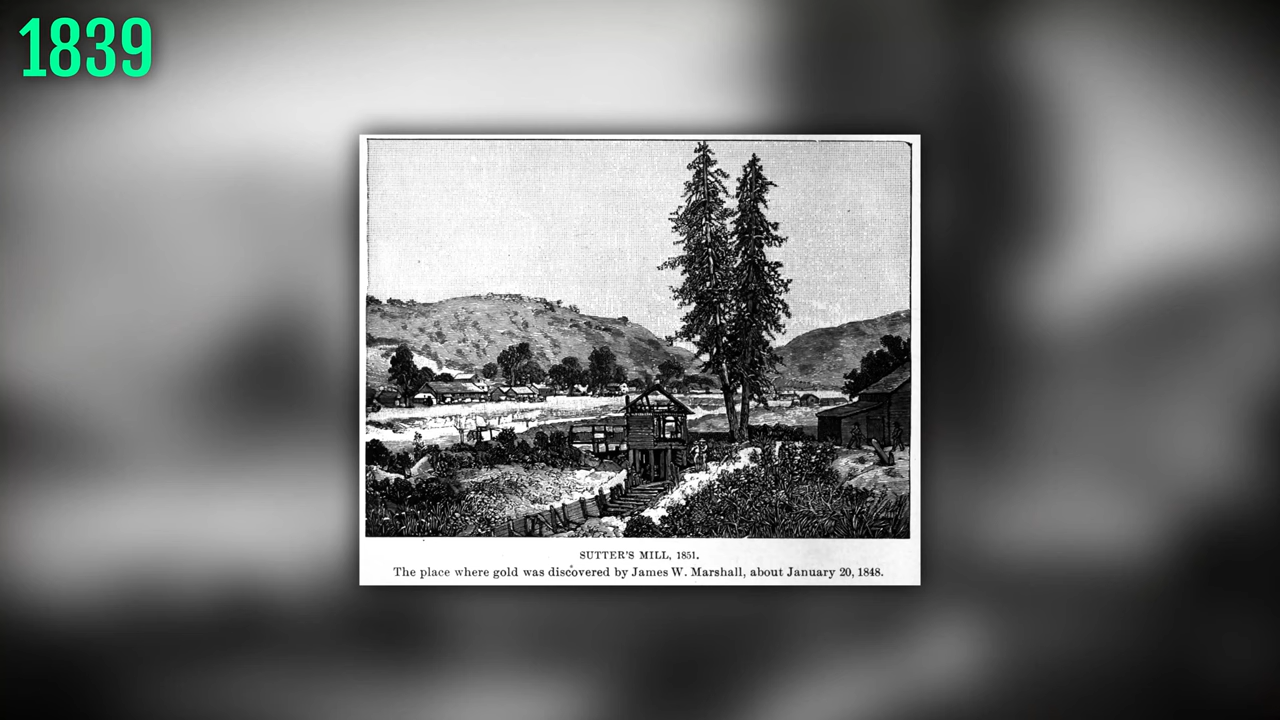 1839
SUTTER'S MILL, 1851.
The place where gold was discovered by James W. Marshall, about January 20, 1848.